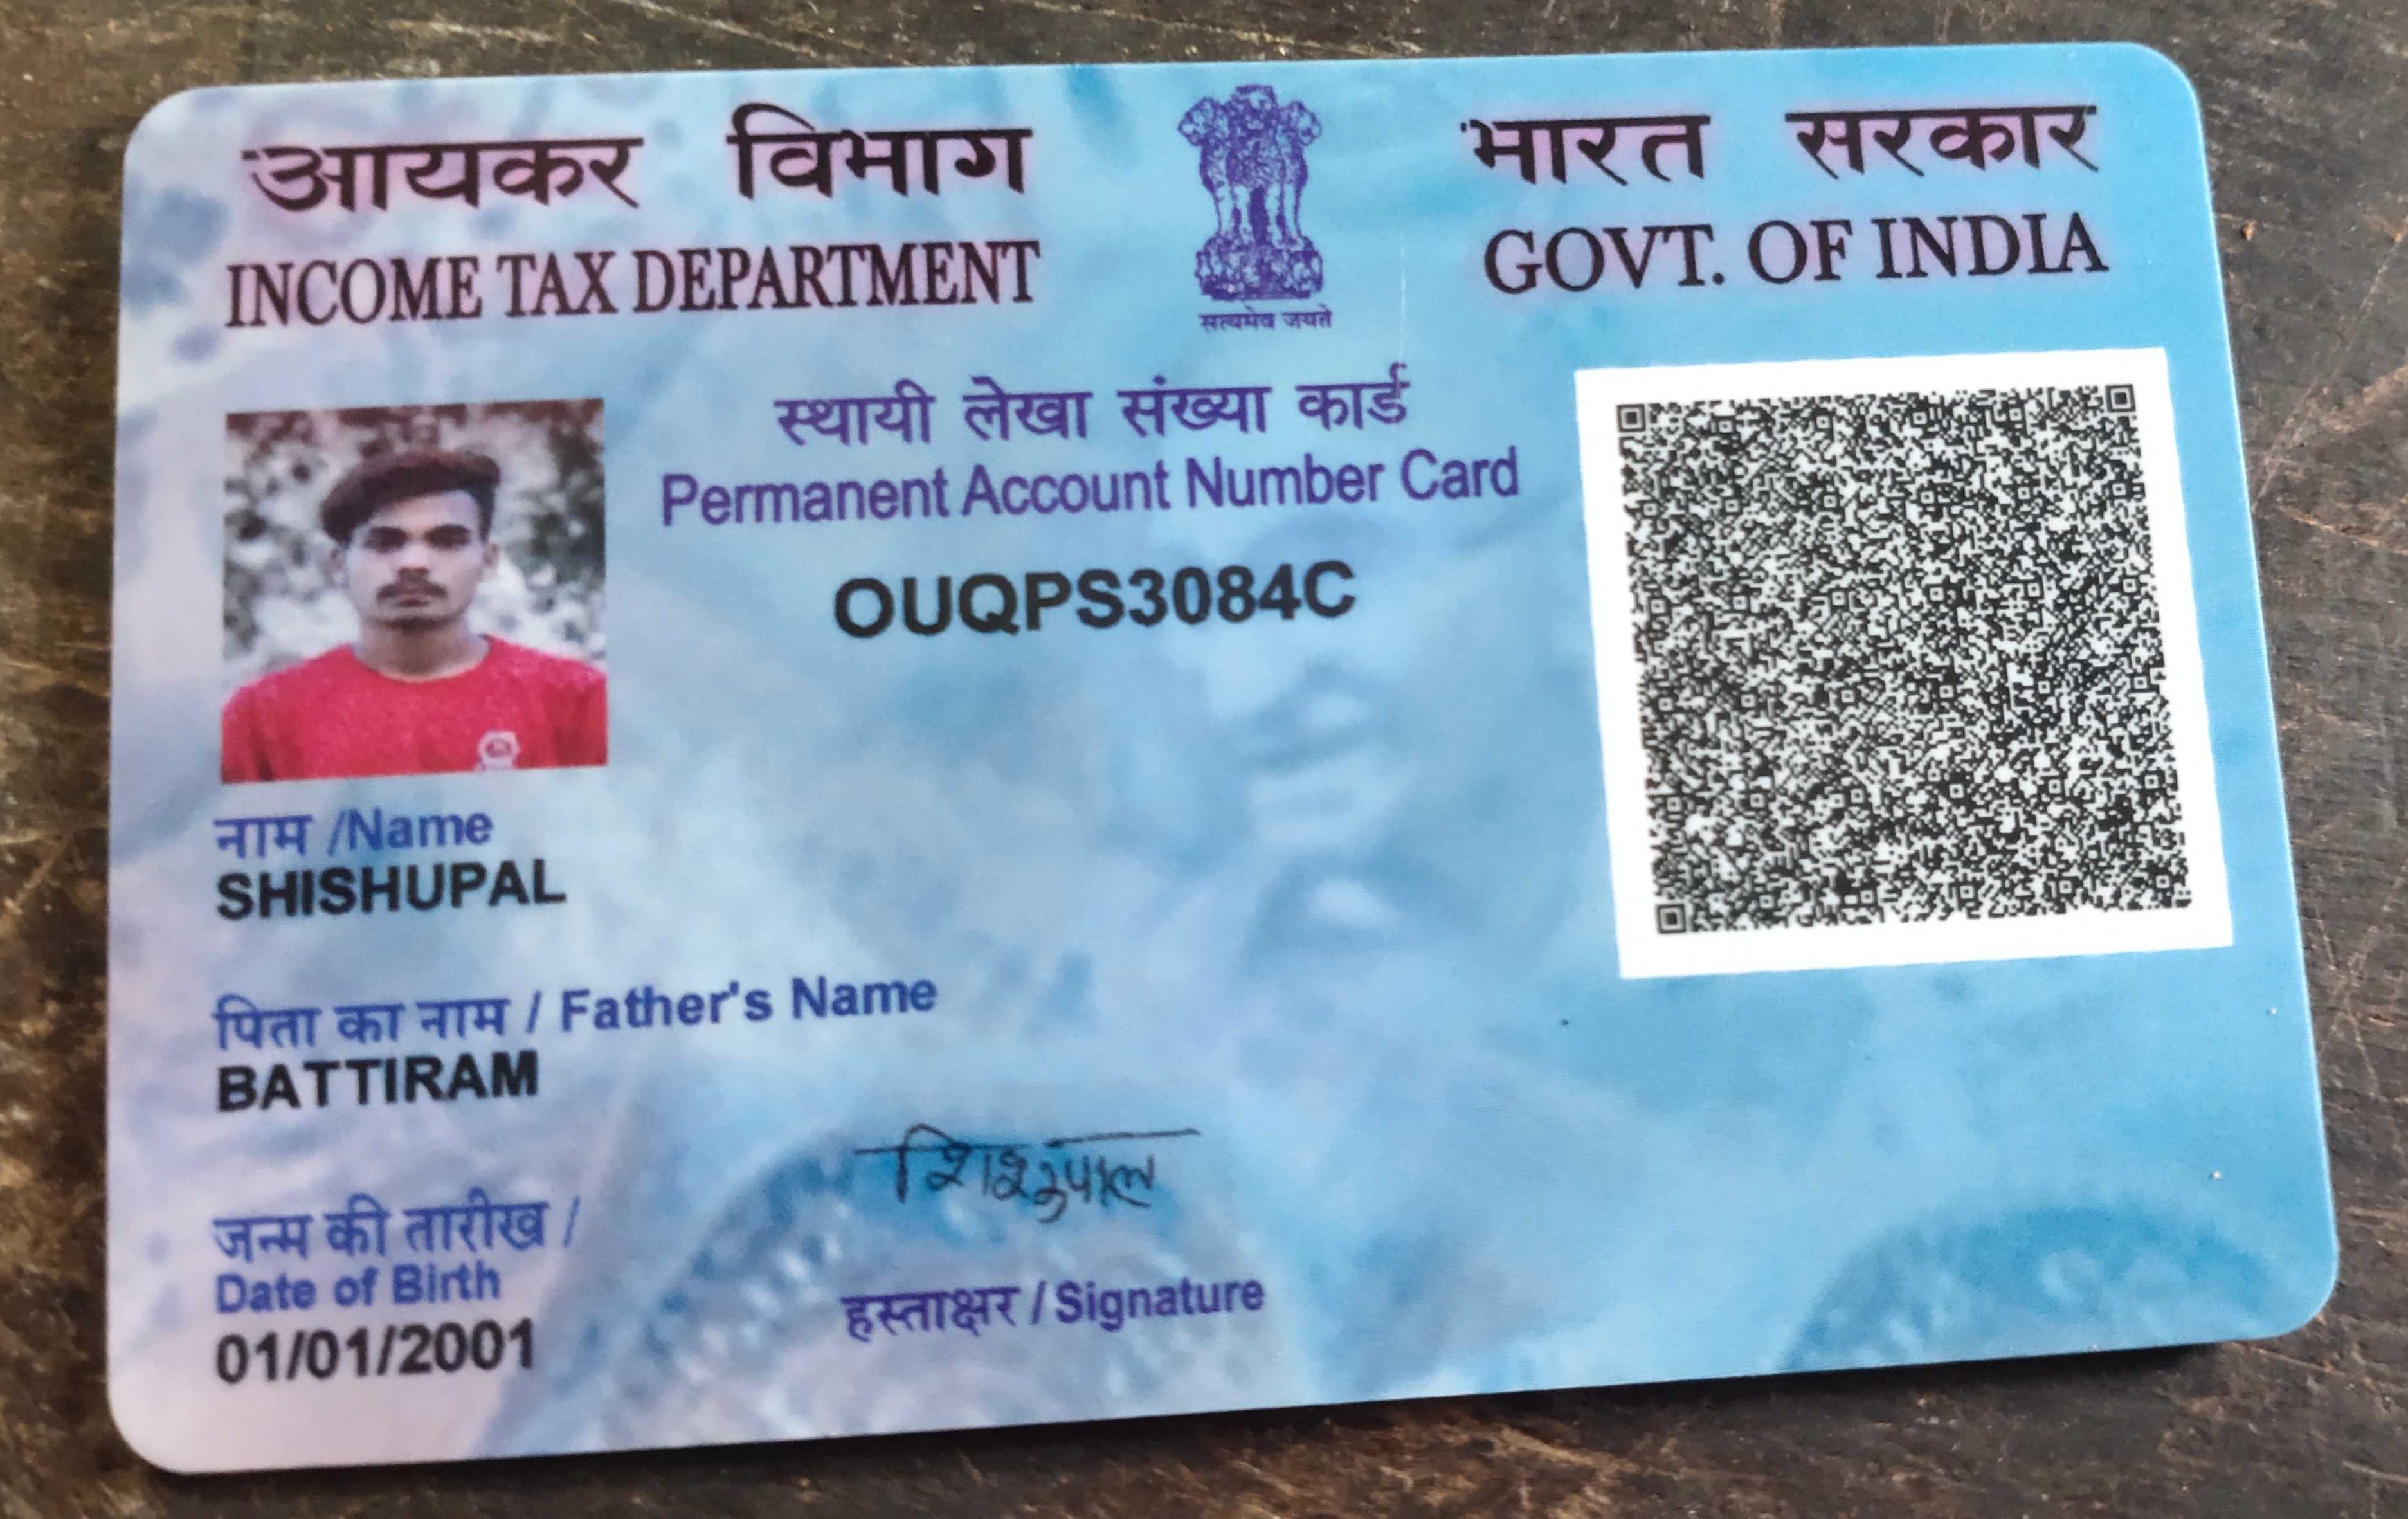 आयकर विभाग
INCOME TAX DEPARTMENT
सत्यमेव जयते
भारत सरकार
GOVT. OF INDIA
स्थायी लेखा संख्या कार्ड
Permanent Account Number Card
OUQPS3084C
नाम /Name
SHISHUPAL
पिता का नाम / Father's Name
BATTIRAM
जन्म की तारीख /
Date of Birth
01/01/2001
शिशुपाल
हस्ताक्षर / Signature